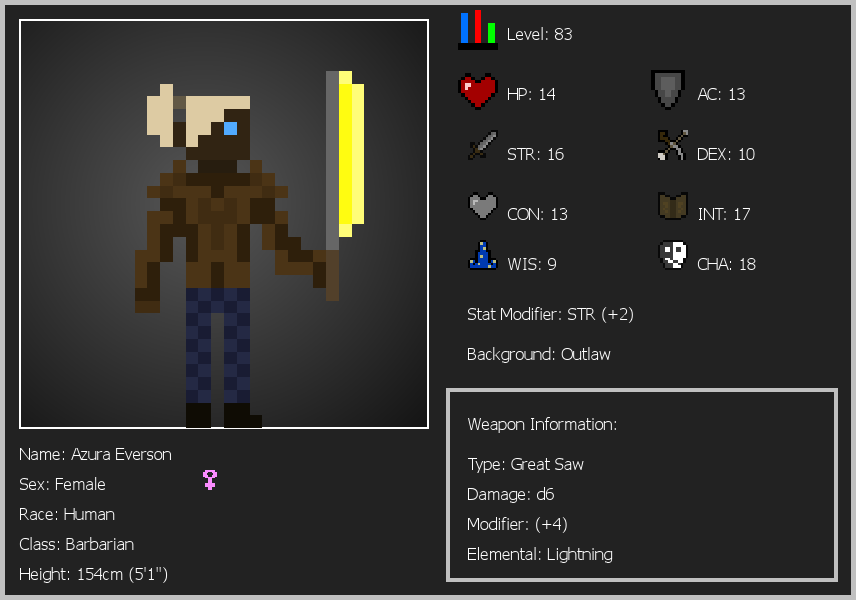 Level: 83
HP: 14
AC: 13
STR: 16
DEX: 10
CON: 13
INT: 17
WIS: 9
CHA: 18
Stat Modifier: STR (+2)
Background: Outlaw
Weapon Information:
Type: Great Saw
Damage: d6
Modifier: (+4)
Elemental: Lightning
Name: Azura Everson
Sex: Female
Race: Human
Class: Barbarian
Height: 154cm (5'1")